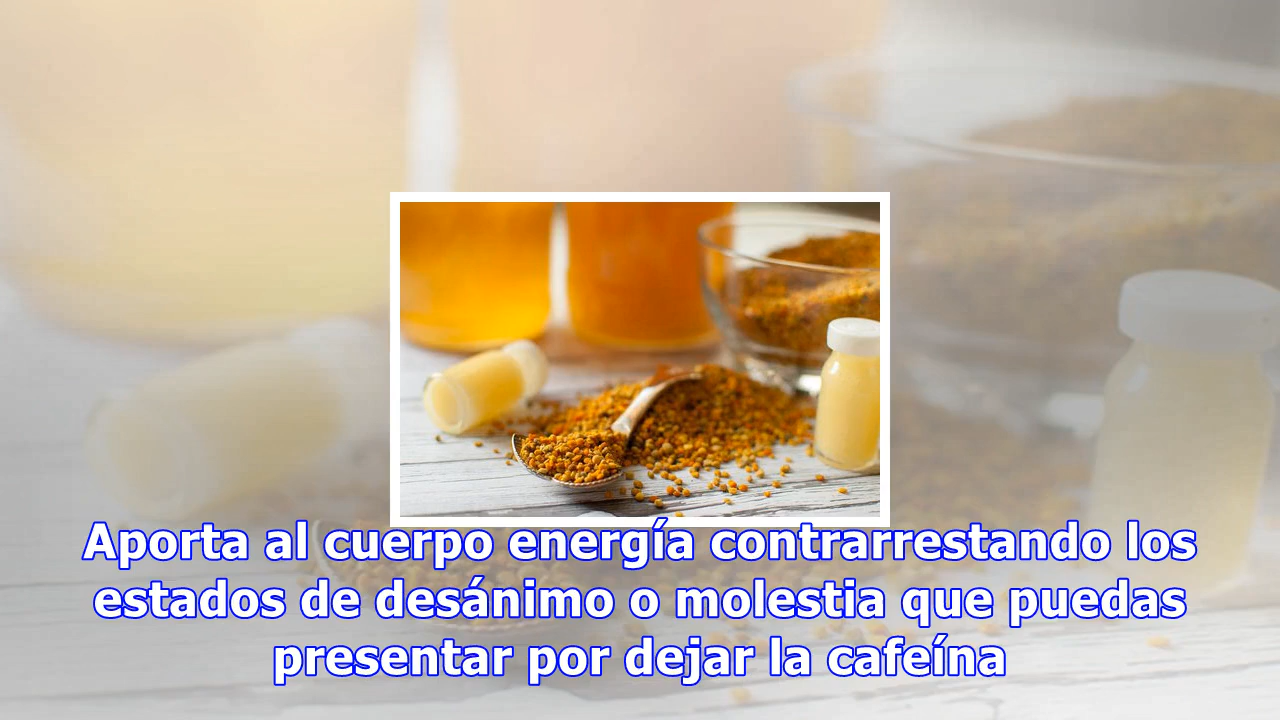 Aporta al cuerpo energía contrarrestando los
estados de desánimo o molestia que puedas
presentar por dejar la cafeína